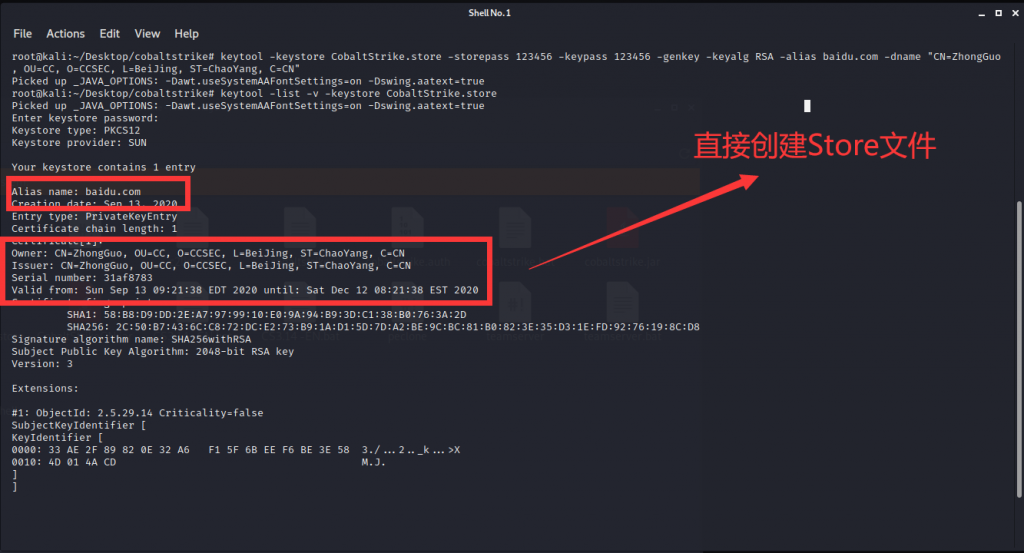 Shell No. 1
File Actions Edit View Help
root@kali:~/Desktop/cobaltstrike# keytool -keystore CobaltStrike.store -storepass 123456 -keypass 123456 -genkey -keyalg RSA -alias baidu.com -dname "CN=ZhongGuo
, OU=CC, O=CCSEC, L=BeiJing, ST=ChaoYang, C=CN"
Picked up _JAVA_OPTIONS: -Dawt.useSystemAAFontSettings=on -Dswing.aatext=true
root@kali:~/Desktop/cobaltstrike# keytool -list -v -keystore CobaltStrike.store
Picked up _JAVA_OPTIONS: -Dawt.useSystemAAFontSettings=on -Dswing.aatext=true
Enter keystore password:
Keystore type: PKCS12
Keystore provider: SUN
直接创建Store文件
Your keystore contains 1 entry
Alias name: baidu.com
Creation date: Sep 13, 2020
Entry type: PrivateKeyEntry
Certificate chain length: 1
Certificate[1]:
Owner: CN=ZhongGuo, OU=CC, O=CCSEC, L=BeiJing, ST=ChaoYang, C=CN
Issuer: CN=ZhongGuo, OU=CC, O=CCSEC, L=BeiJing, ST=ChaoYang, C=CN
Serial number: 31af8783
Valid from: Sun Sep 13 09:21:38 EDT 2020 until: Sat Dec 12 08:21:38 EST 2020
SHA1: 58:B8:D9:DD:2E:A7:97:99:10:E0:9A:94:B9:3D:C1:38:B0:76:3A:2D
SHA256: 2C:50:B7:43:6C:C8:72:DC:E2:73:B9:1A:D1:5D:7D:A2:BE:9C:BC:81:B0:82:3E:35:D3:1E:FD:92:76:19:8C:D8
Signature algorithm name: SHA256withRSA
Subject Public Key Algorithm: 2048-bit RSA key
Version: 3
Extensions:
#1: ObjectId: 2.5.29.14 Criticality=false
SubjectKeyIdentifier [
KeyIdentifier [
0000: 33 AE 2F 89 82 0E 32 A6 F1 5F 6B EE F6 BE 3E 58 3./...2.._k...>X
0010: 4D 01 4A CD M.J.
]
]